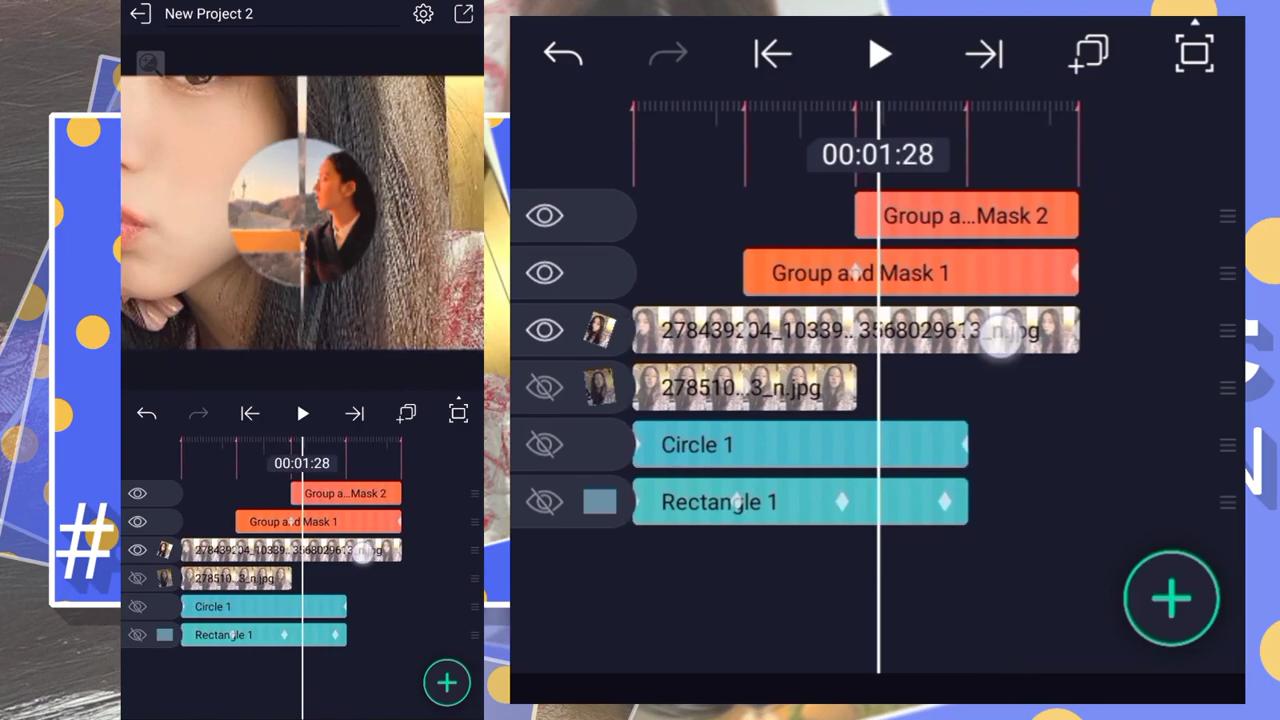 New Project 2
00:01:28
Group a...Mask 2
Group and Mask 1
278439204_10339.. 3568029613_n.jpg
278510...3_n.jpg
Circle 1
Rectangle 1
#
00:01:28
Group a...Mask 2
Group and Mask 1
278439204_10339.. 3568029613_n.jpg
278510...3_n.jpg
Circle 1
Rectangle 1
N